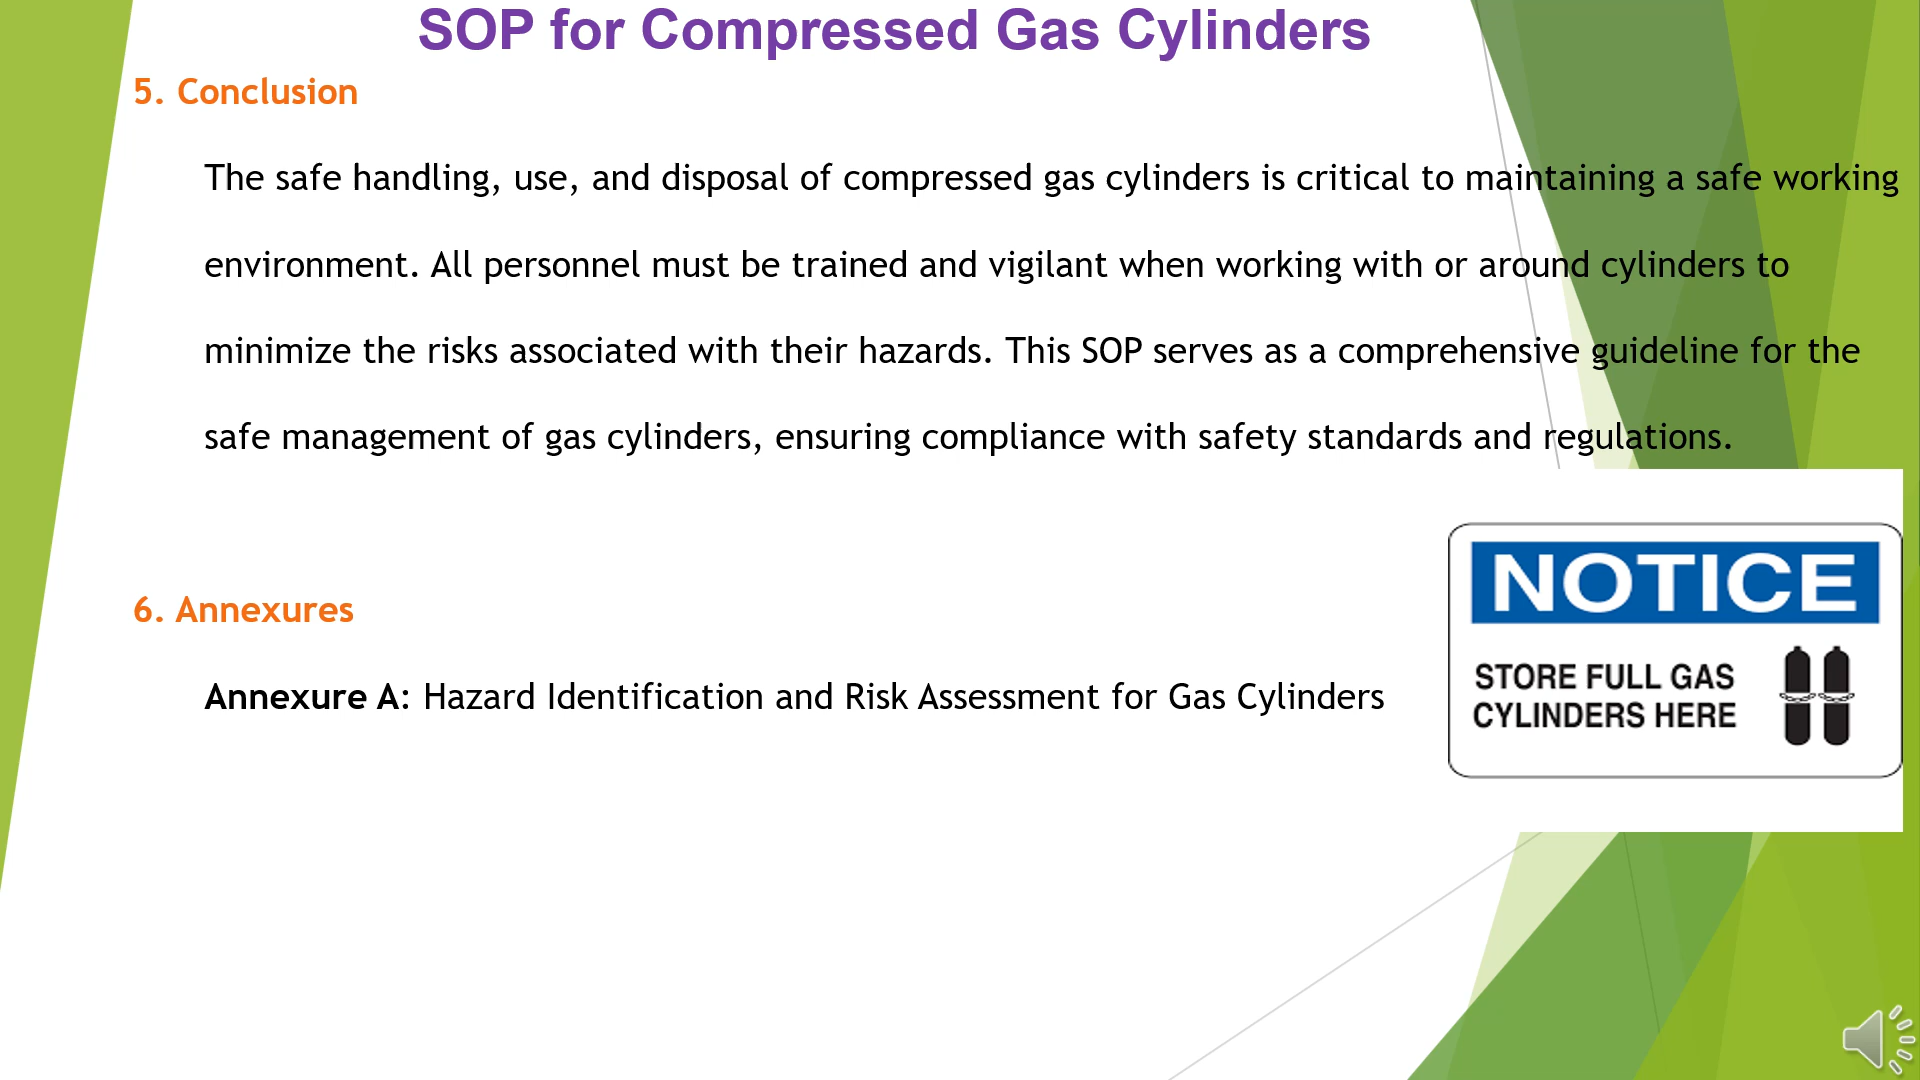 SOP for Compressed Gas Cylinders
5. Conclusion
The safe handling, use, and disposal of compressed gas cylinders is critical to maintaining a safe working
environment. All personnel must be trained and vigilant when working with or around cylinders to
minimize the risks associated with their hazards. This SOP serves as a comprehensive guideline for the
safe management of gas cylinders, ensuring compliance with safety standards and regulations.
6. Annexures
Annexure A: Hazard Identification and Risk Assessment for Gas Cylinders
NOTICE
STORE FULL GAS
CYLINDERS HERE